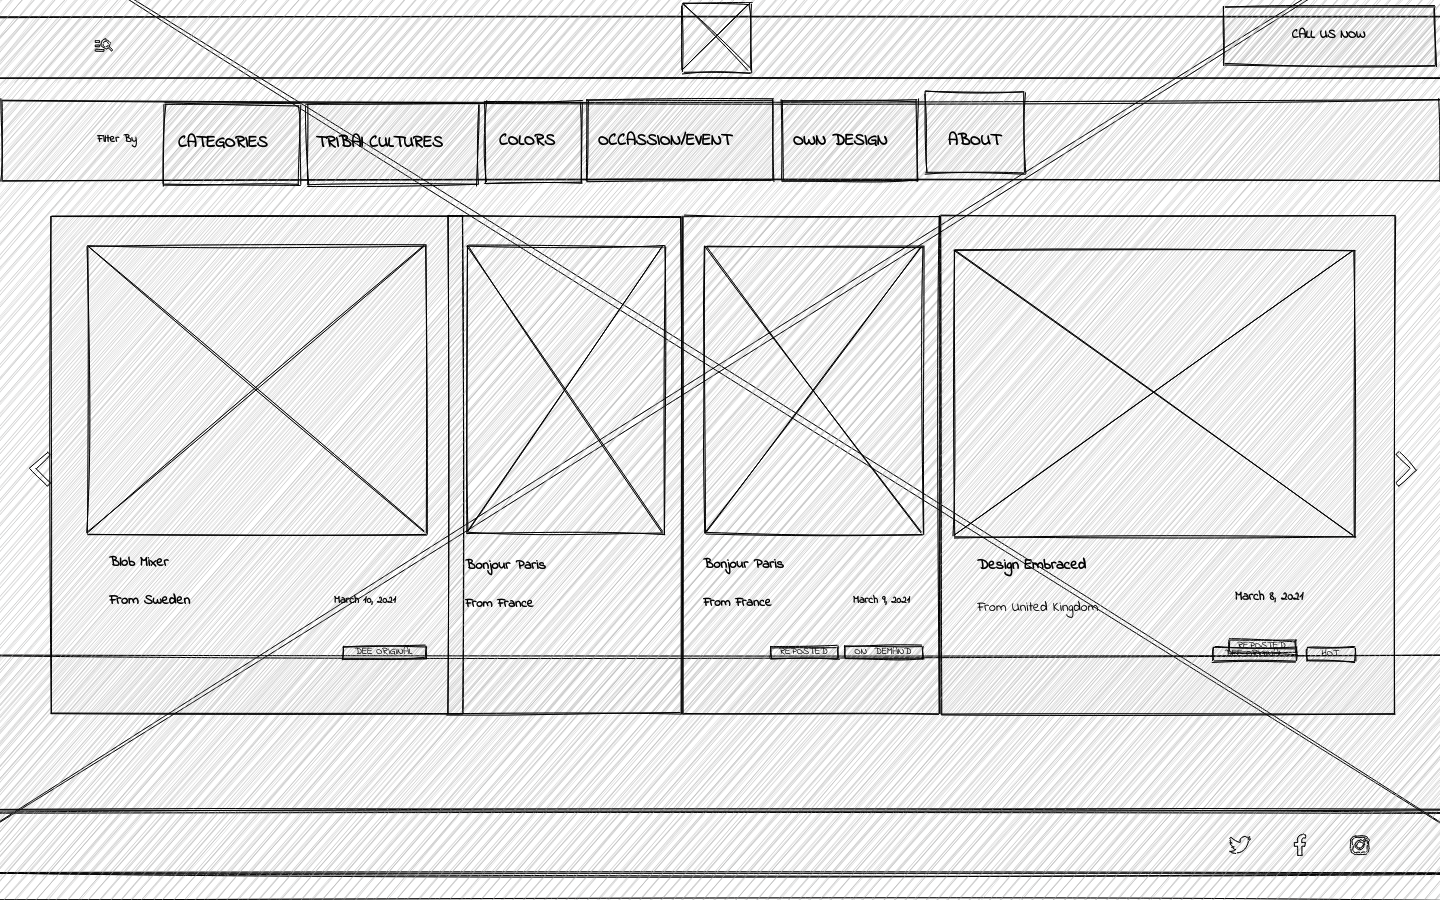 CALL US NOW
Filter By
CATEGORIES
TRIBAL CULTURES
COLORS
OCCASSION/EVENT
OWN DESIGN
ABOUT
Blob Mixer
From Sweden
March 10, 2021
DEE ORIGINAL
Bonjour Paris
From France
Bonjour Paris
From France
March 9, 2021
REPOSTED
ON DEMAND
Design Embraced
From United Kingdom
March 8, 2021
REPOSTED
HOT